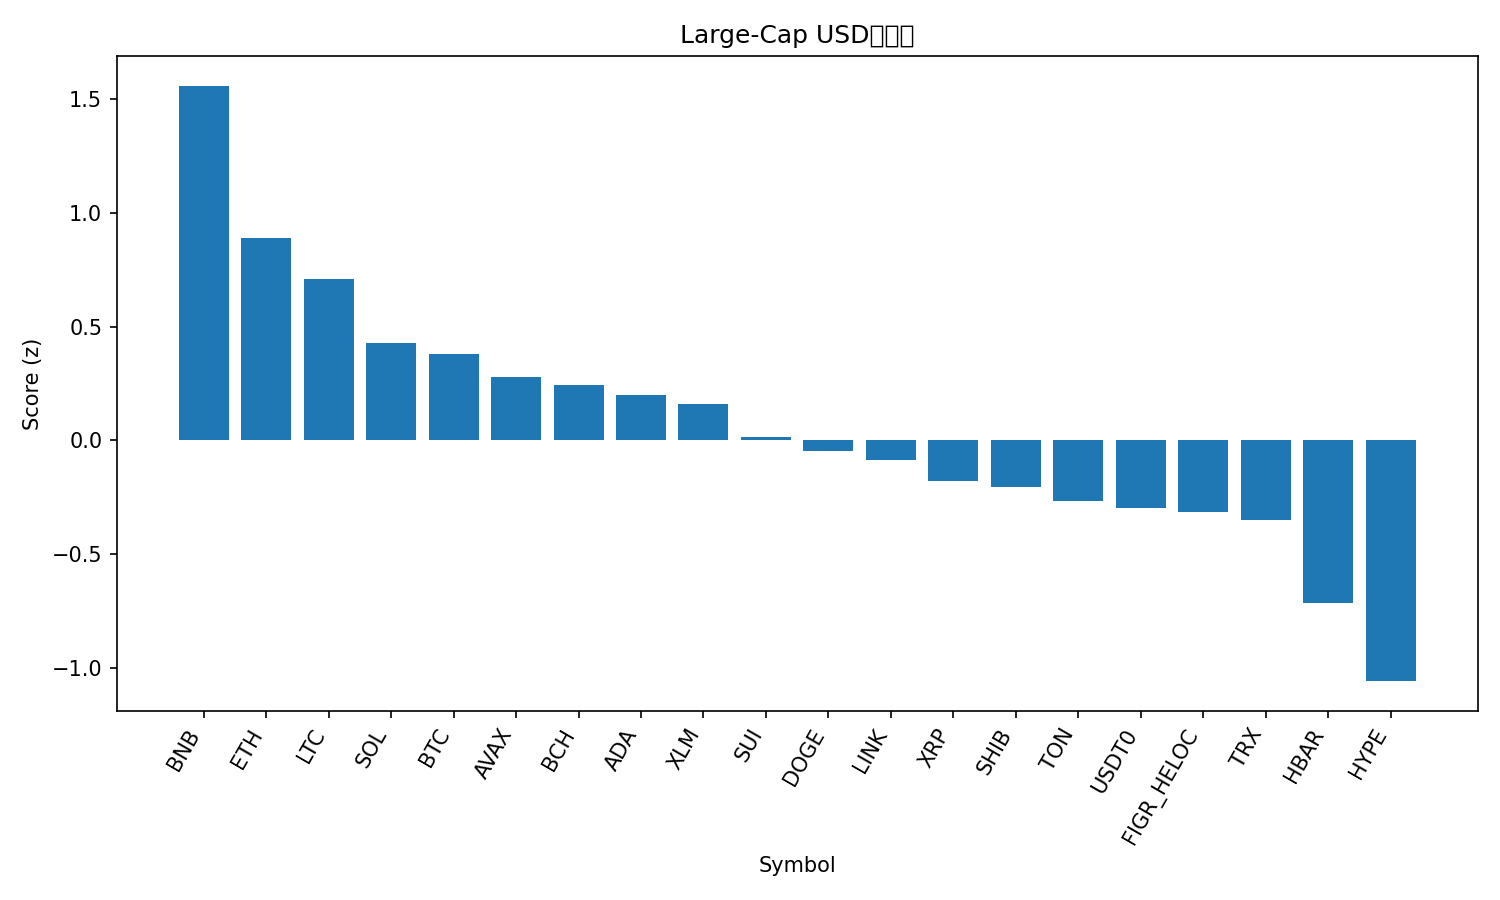 Large-Cap USD
Score (z)
1.5
1.0
0.5
0.0
−0.5
−1.0
BNB
ETH
LTC
SOL
BTC
AVAX
BCH
ADA
XLM
SUI
DOGE
LINK
XRP
SHIB
TON
USDT0
FIGR_HELOC
TRX
HBAR
HYPE
Symbol